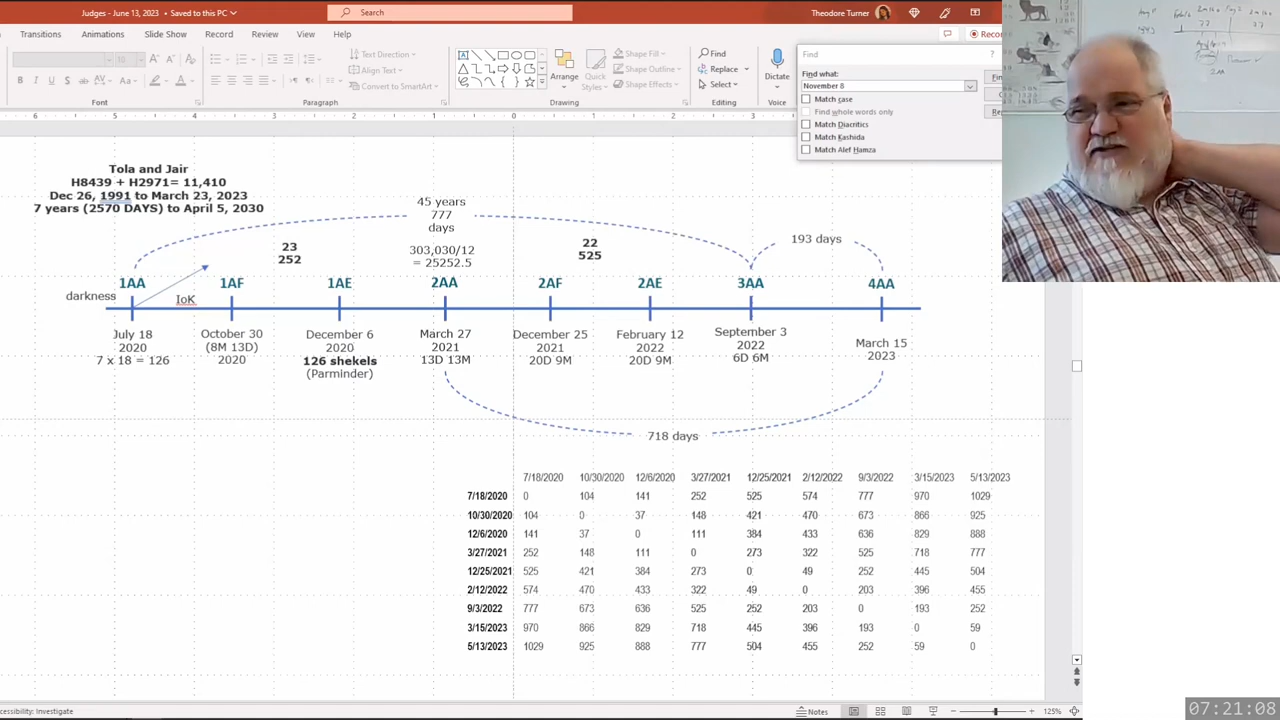 Judges - June 13, 2023 • Saved to this PC
Search
Theodore Turner
Transitions
Animations
Slide Show
Record
Review
View
Help
Text Direction
Align Text
Convert to SmartArt
Arrange
Quick Styles
Shape Fill
Shape Outline
Shape Effects
Find
Replace
Select
Dictate
Font
Paragraph
Drawing
Editing
Voice
Find
?
Find what:
November 8
Match case
Find whole words only
Match Diacritics
Match Kashida
Match Alef Hamza
6 5 4 3 2 1 0 1 2 3
Tola and Jair
H8439 + H2971= 11,410
Dec 26, 1991 to March 23, 2023
7 years (2570 DAYS) to April 5, 2030
45 years
777
days
303,030/12
= 25252.5
23
252
22
525
193 days
1AA 1AF 1AE 2AA 2AF 2AE 3AA 4AA
darkness
IoK
July 18
2020
7 x 18 = 126
October 30
(8M 13D)
2020
December 6
2020
126 shekels
(Parminder)
March 27
2021
13D 13M
December 25
2021
20D 9M
February 12
2022
20D 9M
September 3
2022
6D 6M
March 15
2023
718 days
7/18/2020 10/30/2020 12/6/2020 3/27/2021 12/25/2021 2/12/2022 9/3/2022 3/15/2023 5/13/2023
7/18/2020 0 104 141 252 525 574 777 970 1029
10/30/2020 104 0 37 148 421 470 673 866 925
12/6/2020 141 37 0 111 384 433 636 829 888
3/27/2021 252 148 111 0 273 322 525 718 777
12/25/2021 525 421 384 273 0 49 252 445 504
2/12/2022 574 470 433 322 49 0 203 396 455
9/3/2022 777 673 636 525 252 203 0 193 252
3/15/2023 970 866 829 718 445 396 193 0 59
5/13/2023 1029 925 888 777 504 455 252 59 0
ccessibility: Investigate
Notes
125%
07:21:08